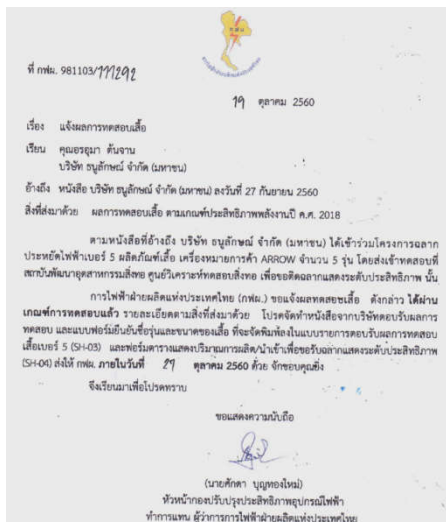 ที่ กฟผ. 981103/777292
19 ตุลาคม 2560
เรื่อง แจ้งผลการทดสอบเสื้อ
เรียน คุณอรอุมา ต้นจาน
บริษัท ธนูลักษณ์ จำกัด (มหาชน)
อ้างถึง หนังสือ บริษัท ธนูลักษณ์ จำกัด (มหาชน) ลงวันที่ 27 กันยายน 2560
สิ่งที่ส่งมาด้วย ผลการทดสอบเสื้อ ตามเกณฑ์ประสิทธิภาพพลังงานปี ค.ศ. 2018
ตามหนังสือที่อ้างถึง บริษัท ธนูลักษณ์ จำกัด (มหาชน) ได้เข้าร่วมโครงการฉลาก
ประหยัดไฟฟ้าเบอร์ 5 ผลิตภัณฑ์เสื้อ เครื่องหมายการค้า ARROW จำนวน 5 รุ่น โดยส่งเข้าทดสอบที่
สถาบันพัฒนาอุตสาหกรรมสิ่งทอ ศูนย์วิเคราะห์ทดสอบสิ่งทอ เพื่อขอติดฉลากแสดงระดับประสิทธิภาพ นั้น
การไฟฟ้าฝ่ายผลิตแห่งประเทศไทย (กฟผ.) ขอแจ้งผลทดสอบเสื้อ ดังกล่าว ได้ผ่าน
เกณฑ์การทดสอบแล้ว รายละเอียดตามสิ่งที่ส่งมาด้วย โปรดจัดทำหนังสือจากบริษัทตอบรับผลการ
ทดสอบ และแบบฟอร์มยืนยันชื่อรุ่นและขนาดของเสื้อ ที่จะจัดพิมพ์ลงในแบบรายการตอบรับผลการทดสอบ
เสื้อเบอร์ 5 (SH-03) และฟอร์มตารางแสดงปริมาณการผลิต/นำเข้าเพื่อขอรับฉลากแสดงระดับประสิทธิภาพ
(SH-04) ส่งให้ กฟผ. ภายในวันที่ 27 ตุลาคม 2560 ด้วย จักขอบคุณยิ่ง
จึงเรียนมาเพื่อโปรดทราบ
ขอแสดงความนับถือ
(นายศักดา บุญทองใหม่)
หัวหน้ากองปรับปรุงประสิทธิภาพอุปกรณ์ไฟฟ้า
ทำการแทน ผู้ว่าการการไฟฟ้าฝ่ายผลิตแห่งประเทศไทย